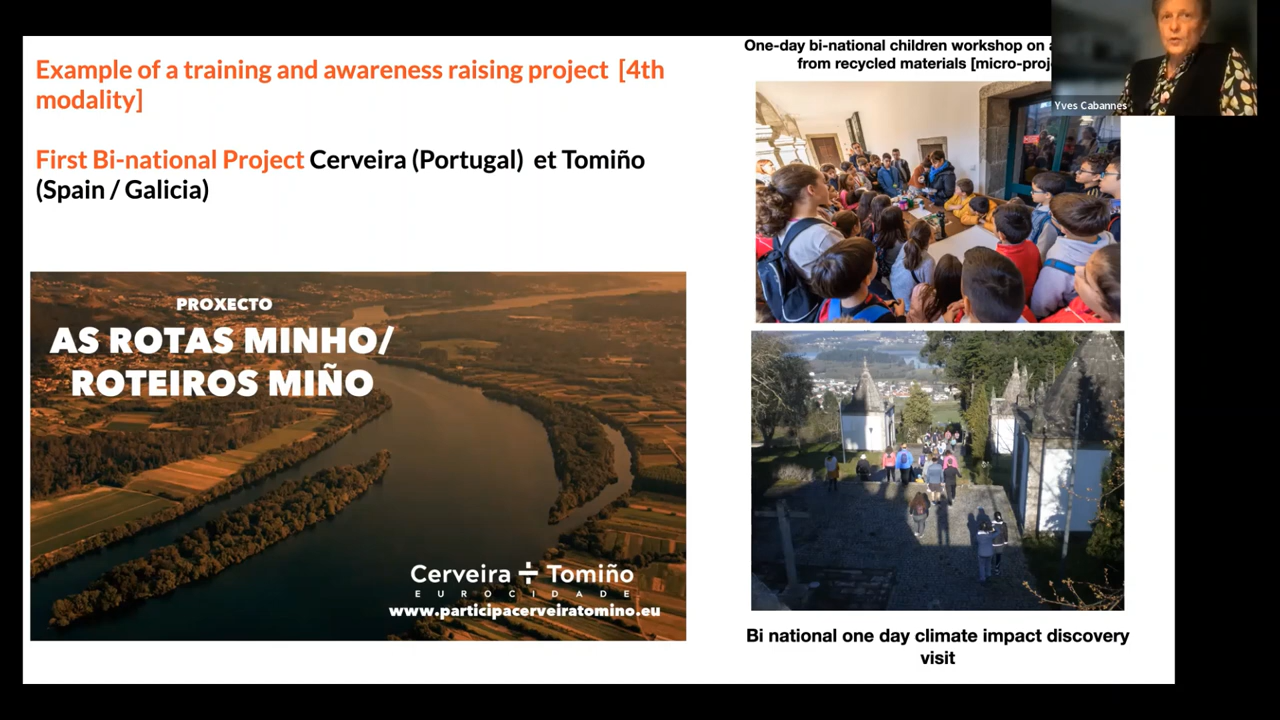 Example of a training and awareness raising project [4th
modality]
First Bi-national Project Cerveira (Portugal) et Tomiño
(Spain / Galicia)
PROXECTO
AS ROTAS MINHO/
ROTEIROS MIÑO
Cerveira + Tomiño
EUROCIDADE
www.participacerveiratomino.eu
One-day bi-national children workshop on
from recycled materials
Yves Cabannes
Bi national one day climate impact discovery
visit